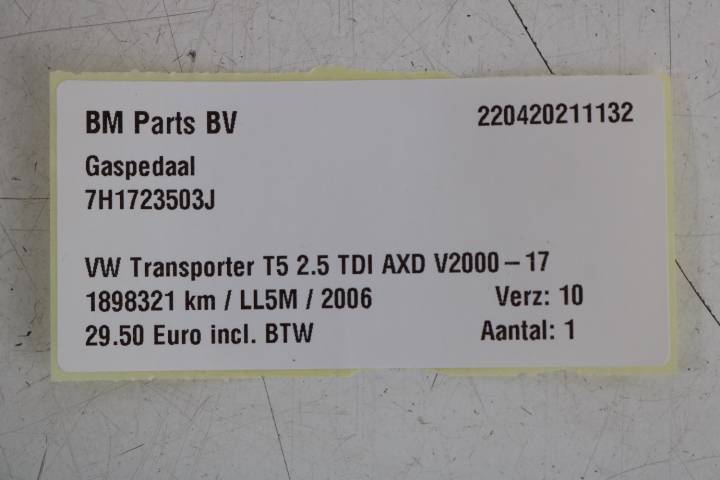 BM Parts BV 220420211132
Gaspedaal
7H1723503J
VW Transporter T5 2.5 TDI AXD V2000 – 17
1898321 km / LL5M / 2006 Verz: 10
29.50 Euro incl. BTW Aantal: 1